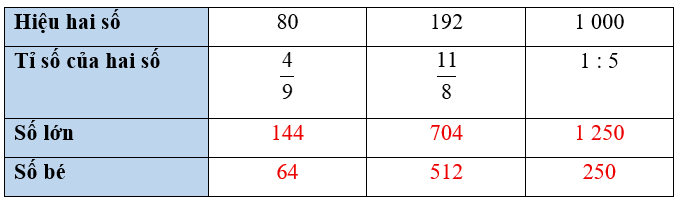 Hiệu hai số 80 192 1 000
Tỉ số của hai số 4/9 11/8 1 : 5
Số lớn 144 704 1 250
Số bé 64 512 250